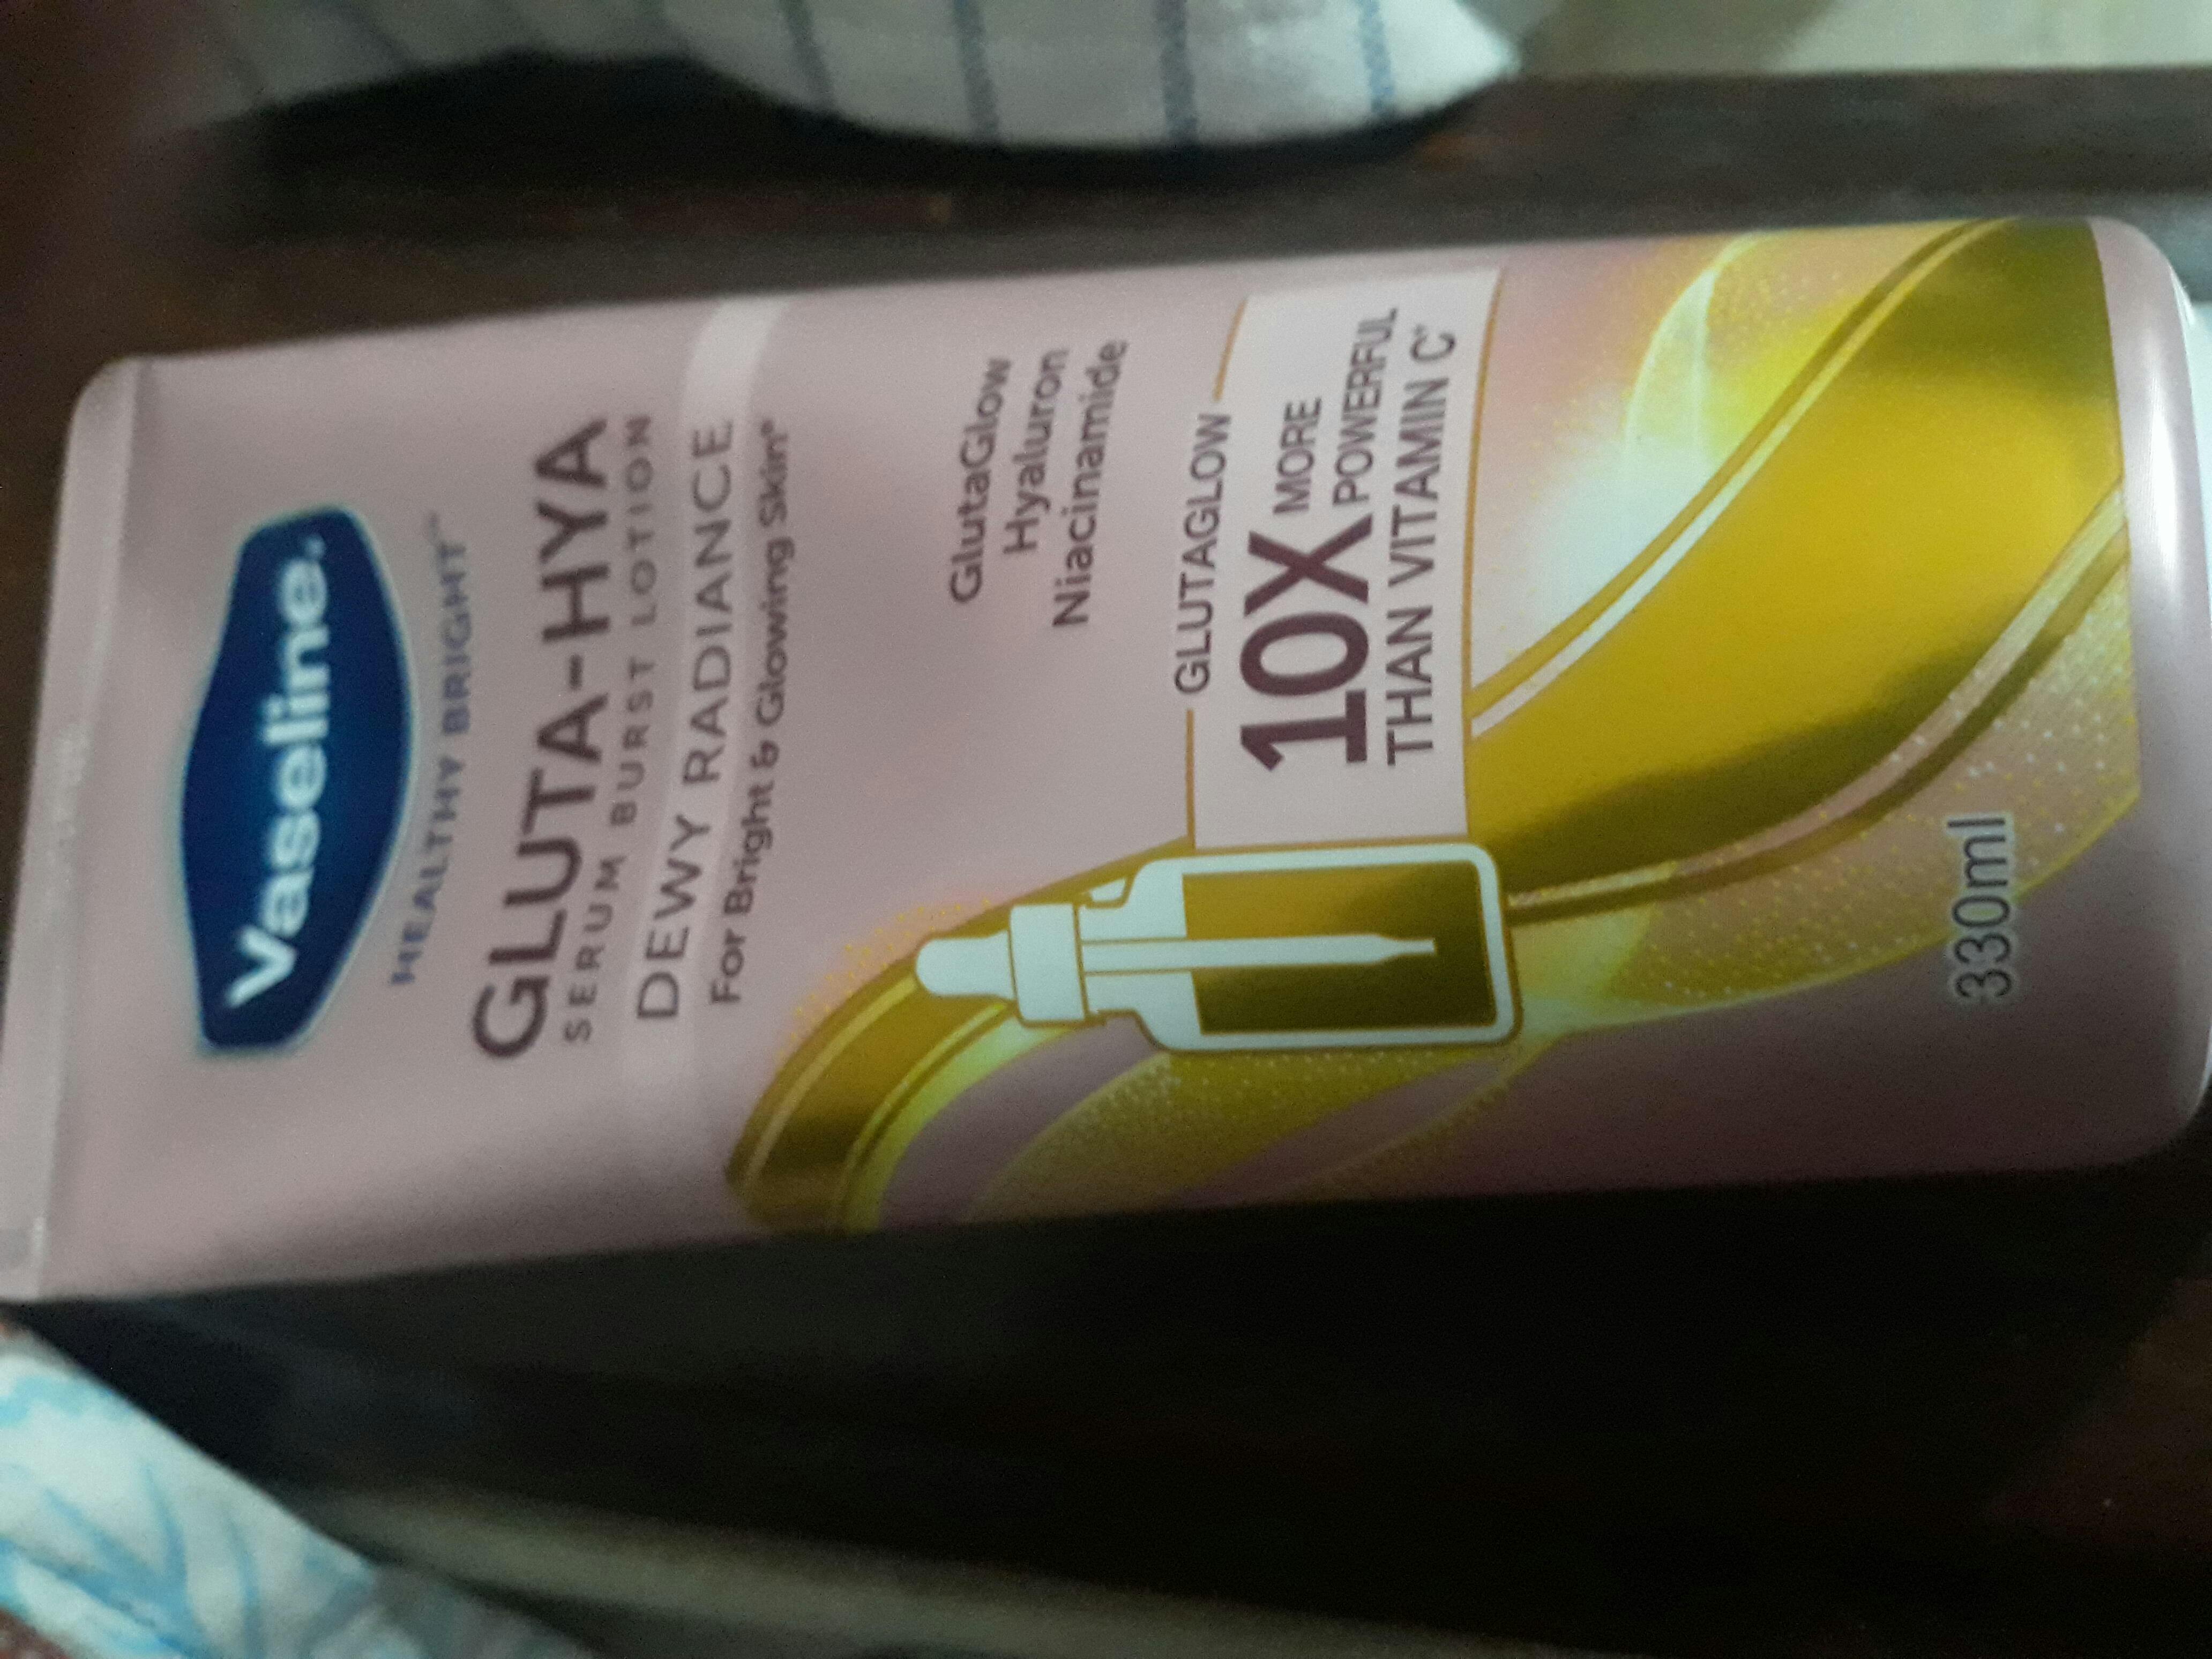 Vaseline
HEALTHY BRIGHT™
GLUTA-HYA
SERUM BURST LOTION
DEWY RADIANCE
For Bright & Glowing Skin*
GlutaGlow
Hyaluron
Niacinamide
GLUTAGLOW
10X MORE
POWERFUL
THAN VITAMIN C*
330ml